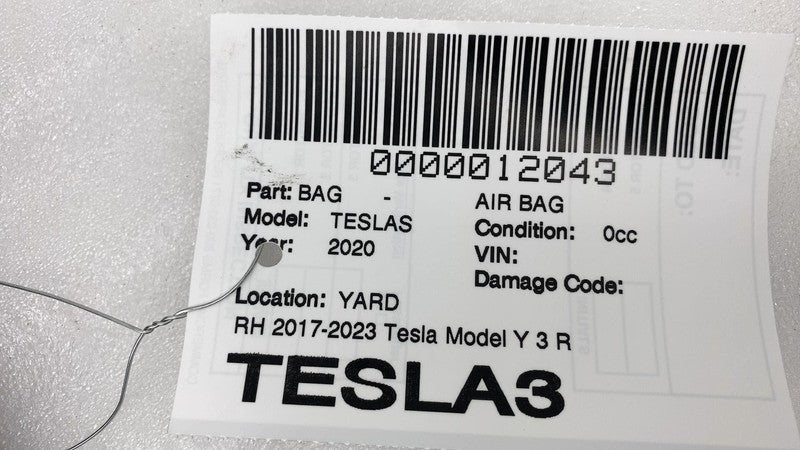 0000012043
Part: BAG - AIR BAG
Model: TESLAS Condition: 0cc
Year: 2020 VIN:
Damage Code:
Location: YARD
RH 2017-2023 Tesla Model Y 3 R
TESLA3